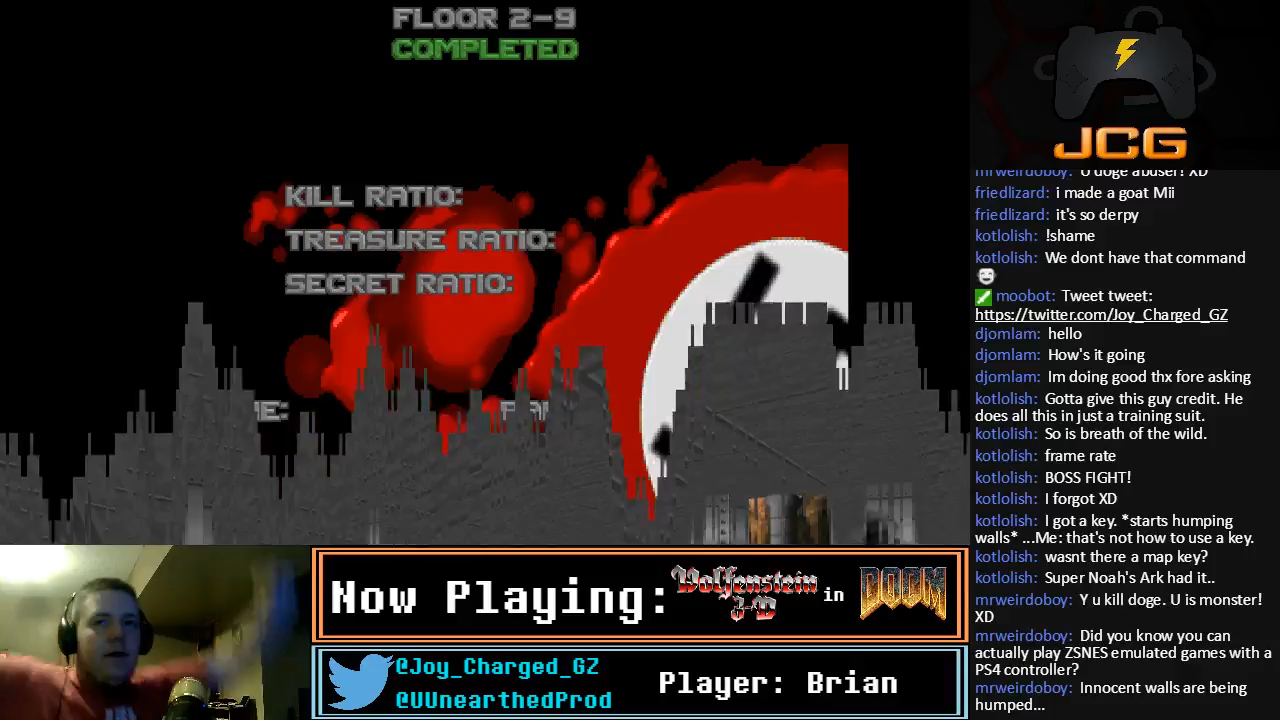 FLOOR 2-9
COMPLETED
KILL RATIO:
TREASURE RATIO:
SECRET RATIO:
E:
JCG
mrweirdoboy: U doge abuser! XD
friedlizard: i made a goat Mii
friedlizard: it's so derpy
kotlolish: !shame
kotlolish: We dont have that command
moobot: Tweet tweet:
https://twitter.com/Joy_Charged_GZ
djomlam: hello
djomlam: How's it going
djomlam: Im doing good thx fore asking
kotlolish: Gotta give this guy credit. He
does all this in just a training suit.
kotlolish: So is breath of the wild.
kotlolish: frame rate
kotlolish: BOSS FIGHT!
kotlolish: I forgot XD
kotlolish: I got a key. *starts humping
walls* ...Me: that's not how to use a key.
kotlolish: wasnt there a map key?
kotlolish: Super Noah's Ark had it..
mrweirdoboy: Y u kill doge. U is monster!
XD
mrweirdoboy: Did you know you can
actually play ZSNES emulated games with a
PS4 controller?
mrweirdoboy: Innocent walls are being
humped...
Now Playing: Wolfenstein 3-D in DOOM
@Joy_Charged_GZ
@UUnearthedProd
Player: Brian